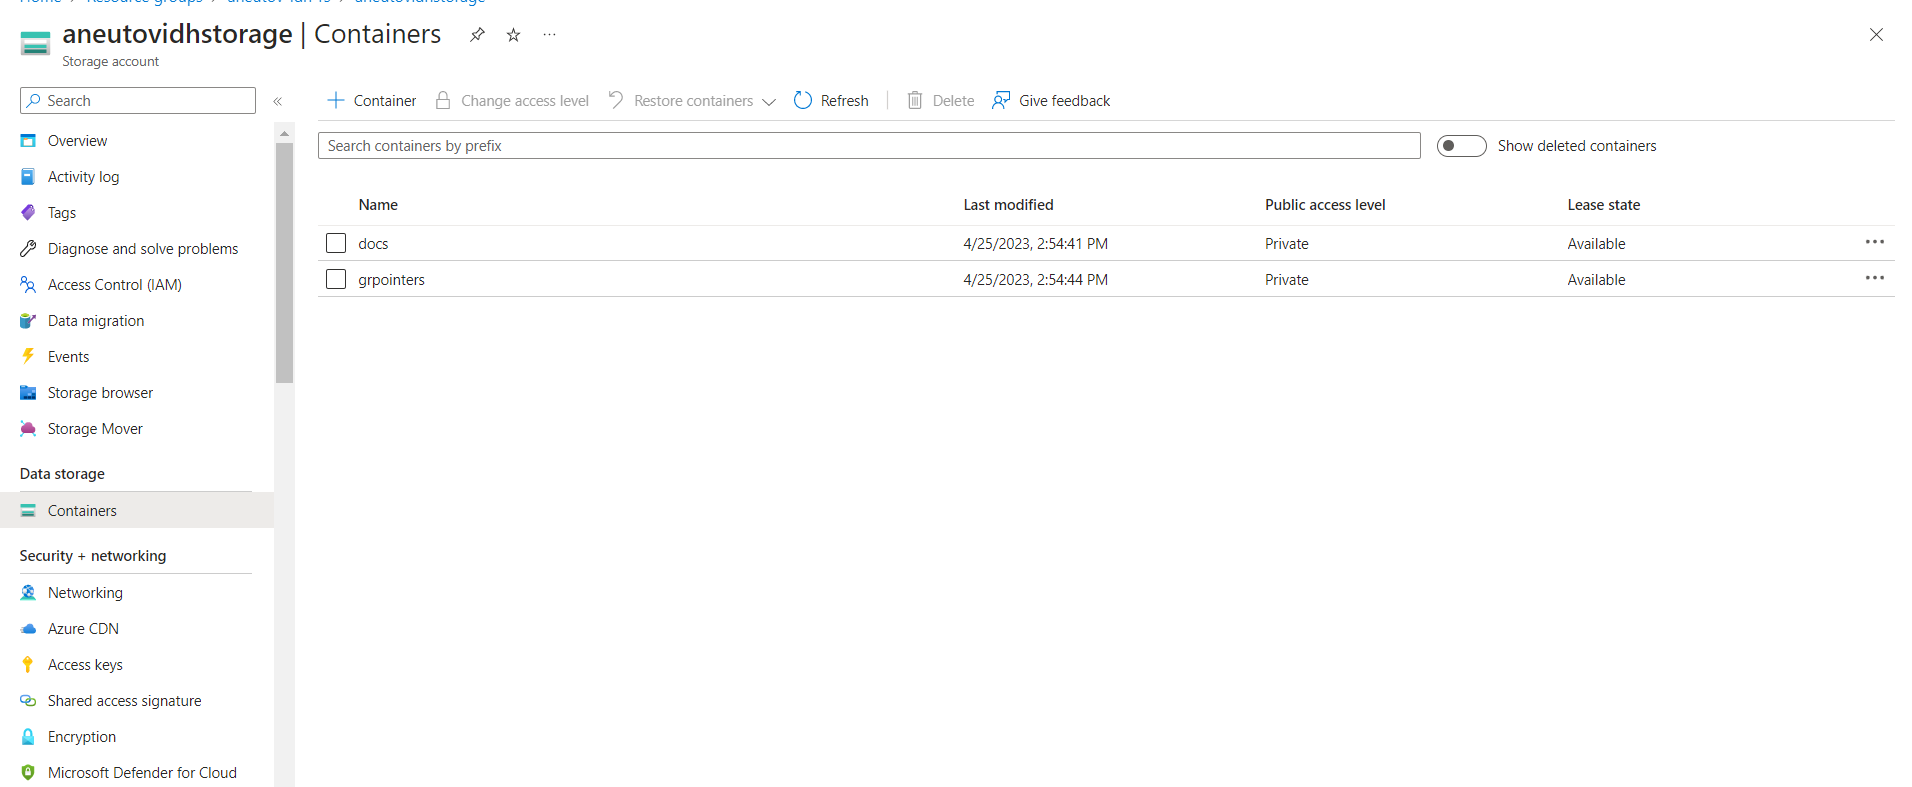 Home > Resource groups > aneutovidhstorage
aneutovidhstorage | Containers
Storage account
Search
Overview
Activity log
Tags
Diagnose and solve problems
Access Control (IAM)
Data migration
Events
Storage browser
Storage Mover
Data storage
Containers
Security + networking
Networking
Azure CDN
Access keys
Shared access signature
Encryption
Microsoft Defender for Cloud
Container Change access level Restore containers Refresh Delete Give feedback
Search containers by prefix Show deleted containers
Name Last modified Public access level Lease state
docs 4/25/2023, 2:54:41 PM Private Available
grpointers 4/25/2023, 2:54:44 PM Private Available